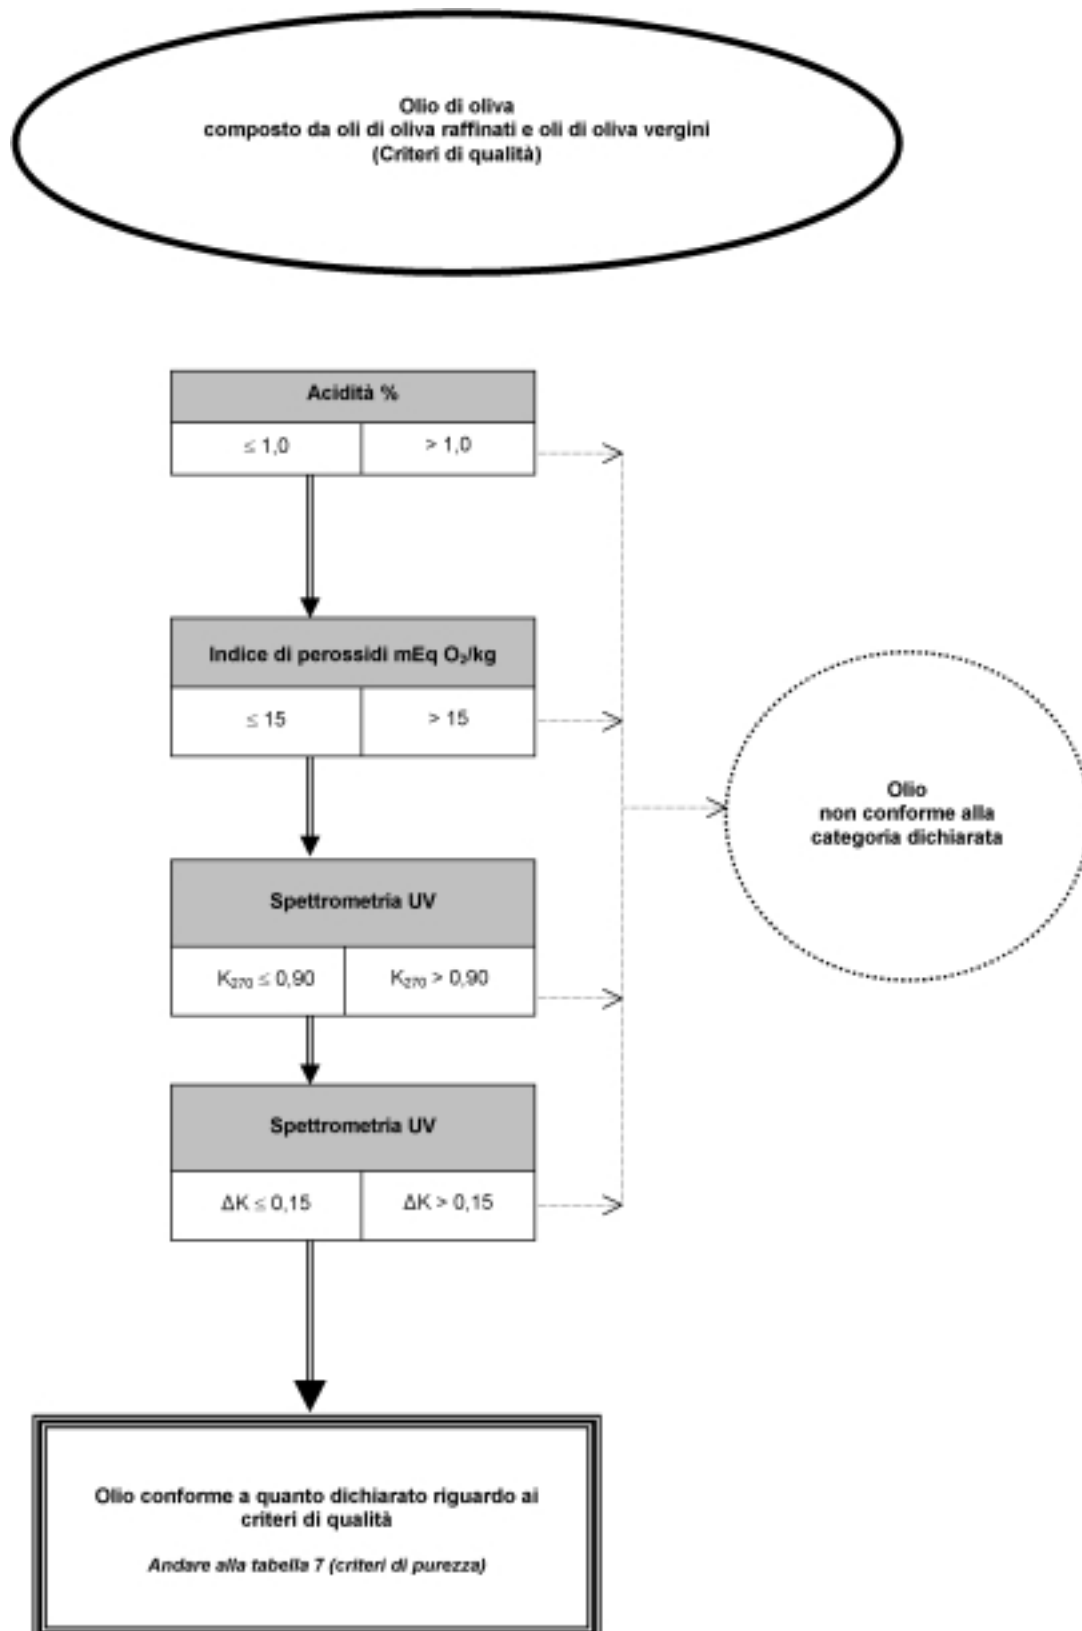 Olio di oliva
composto da oli di oliva raffinati e oli di oliva vergini
(Criteri di qualità)
Acidità %
≤ 1,0 > 1,0
Indice di perossidi mEq O₂/kg
≤ 15 > 15
Olio
non conforme alla
categoria dichiarata
Spettrometria UV
K₂₇₀ ≤ 0,90 K₂₇₀ > 0,90
Spettrometria UV
ΔK ≤ 0,15 ΔK > 0,15
Olio conforme a quanto dichiarato riguardo ai
criteri di qualità
Andare alla tabella 7 (criteri di purezza)